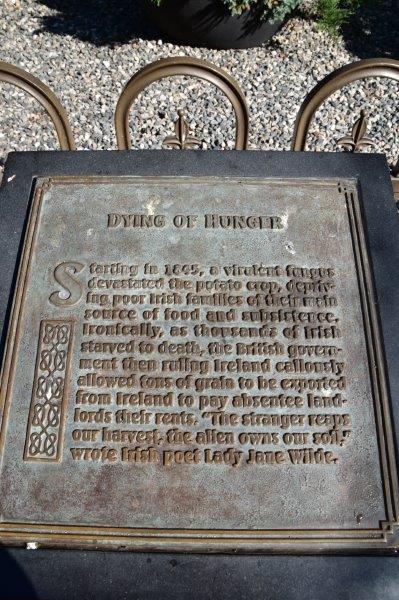 DYING OF HUNGER
Starting in 1845, a virulent fungus
devastated the potato crop, depriv-
ing poor Irish families of their main
source of food and subsistence.
Ironically, as thousands of Irish
starved to death, the British govern-
ment then ruling Ireland callously
allowed tons of grain to be exported
from Ireland to pay absentee land-
lords their rents. "The stranger reaps
our harvest, the alien owns our soil,"
wrote Irish poet Lady Jane Wilde.